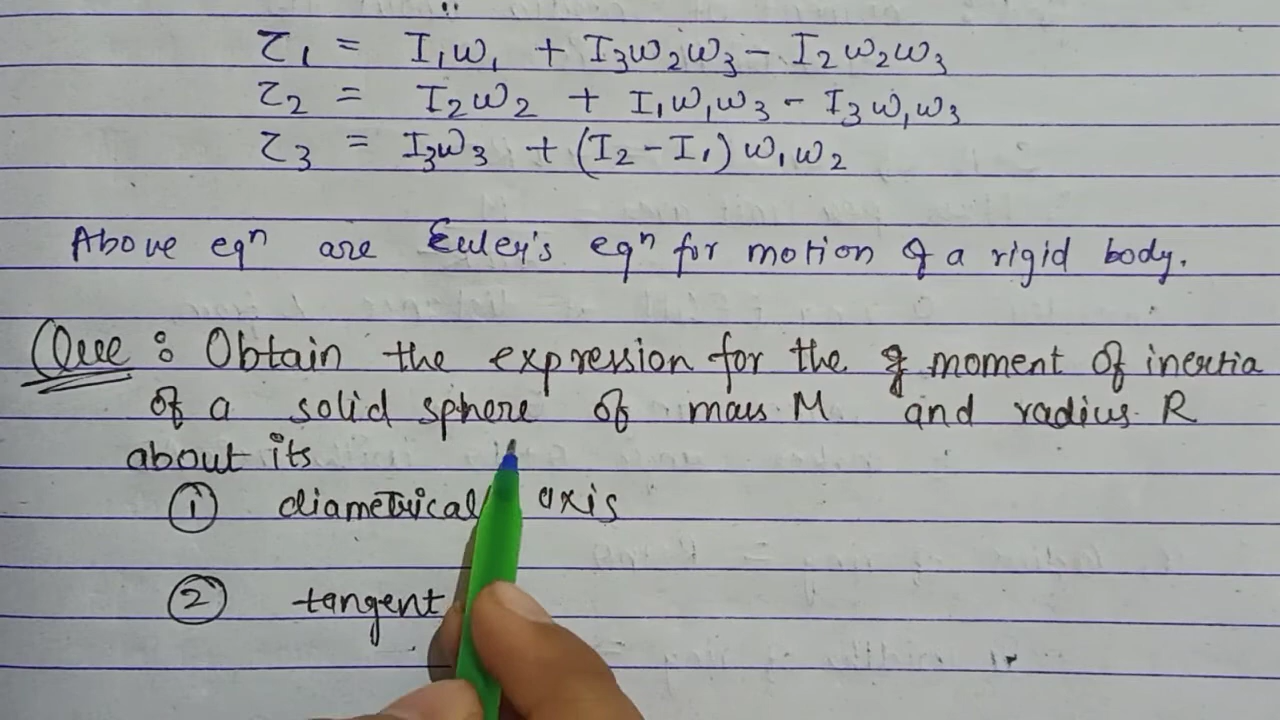 τ₁ = I₁ω₁ + I₃ω₂ω₃ - I₂ω₂ω₃
τ₂ = I₂ω₂ + I₁ω₁ω₃ - I₃ω₁ω₃
τ₃ = I₃ω₃ + (I₂-I₁) ω₁ω₂
Above eqⁿ are Euler's eqⁿ for motion of a rigid body.
Que : Obtain the expression for the moment of inertia
of a solid sphere of mass M and radius R
about its
① diametrical axis
② tangent